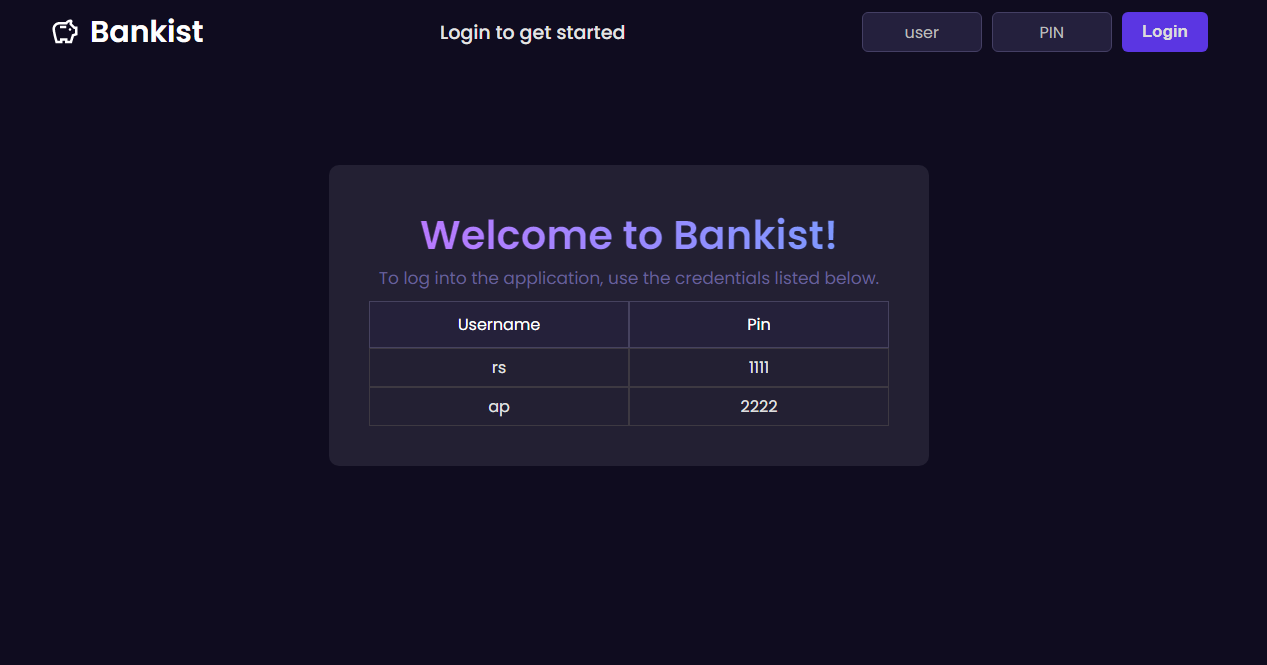 Bankist
Login to get started
user
PIN
Login
Welcome to Bankist!
To log into the application, use the credentials listed below.
Username Pin
rs 1111
ap 2222